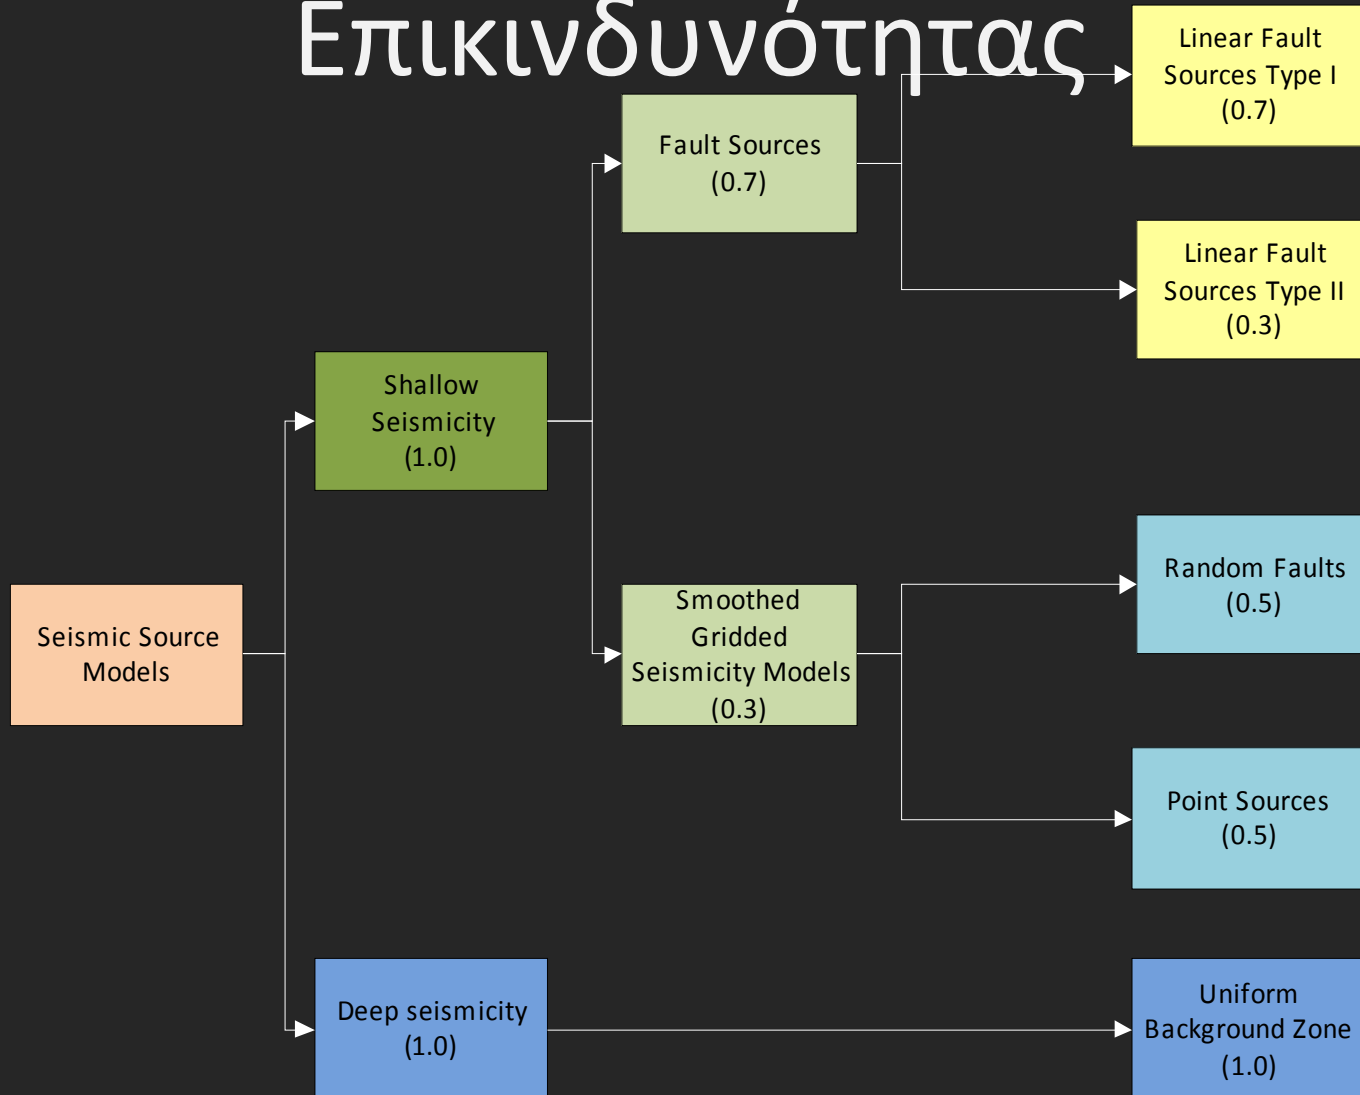 Επικινδυνότητας
Linear Fault
Sources Type I
(0.7)
Fault Sources
(0.7)
Linear Fault
Sources Type II
(0.3)
Shallow
Seismicity
(1.0)
Random Faults
(0.5)
Seismic Source
Models
Smoothed
Gridded
Seismicity Models
(0.3)
Point Sources
(0.5)
Deep seismicity
(1.0)
Uniform
Background Zone
(1.0)